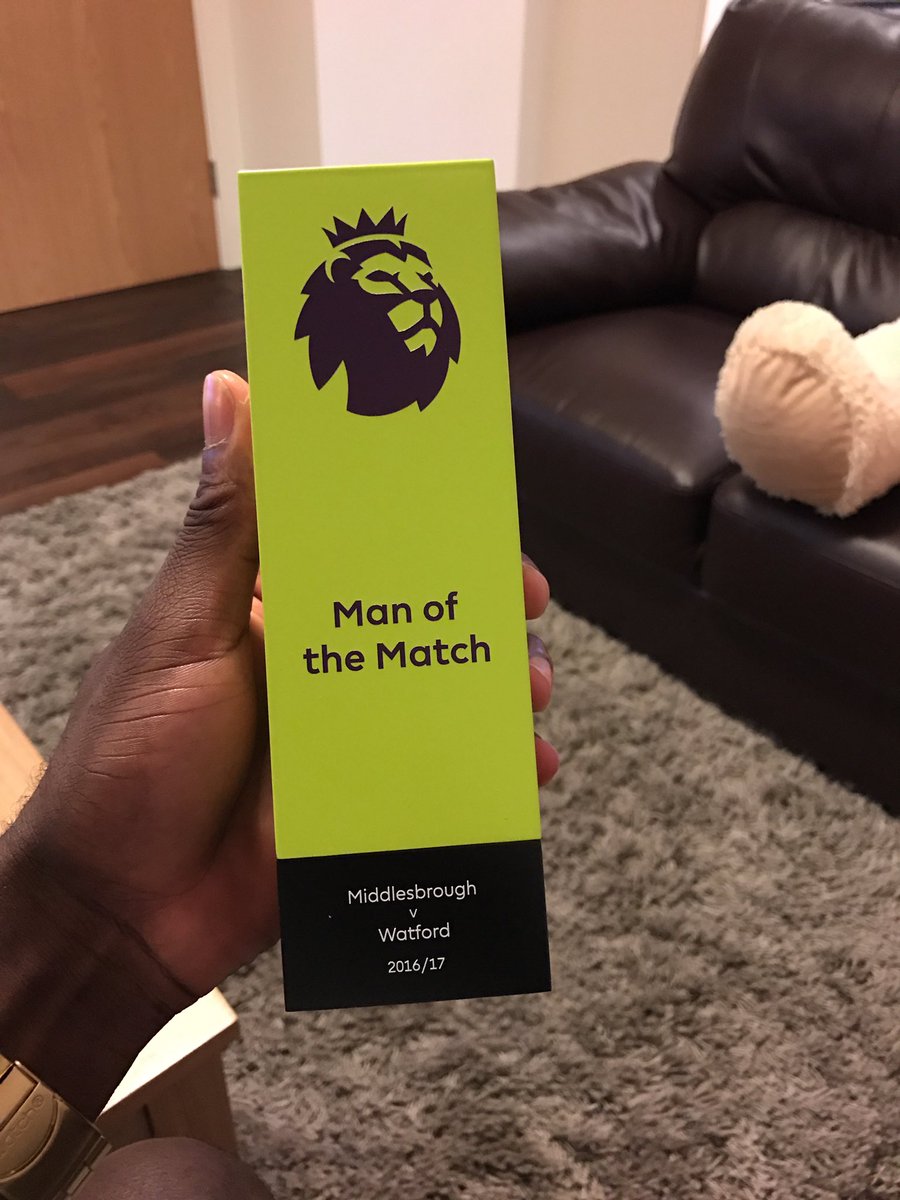 Man of
the Match
Middlesbrough
v
Watford
2016/17